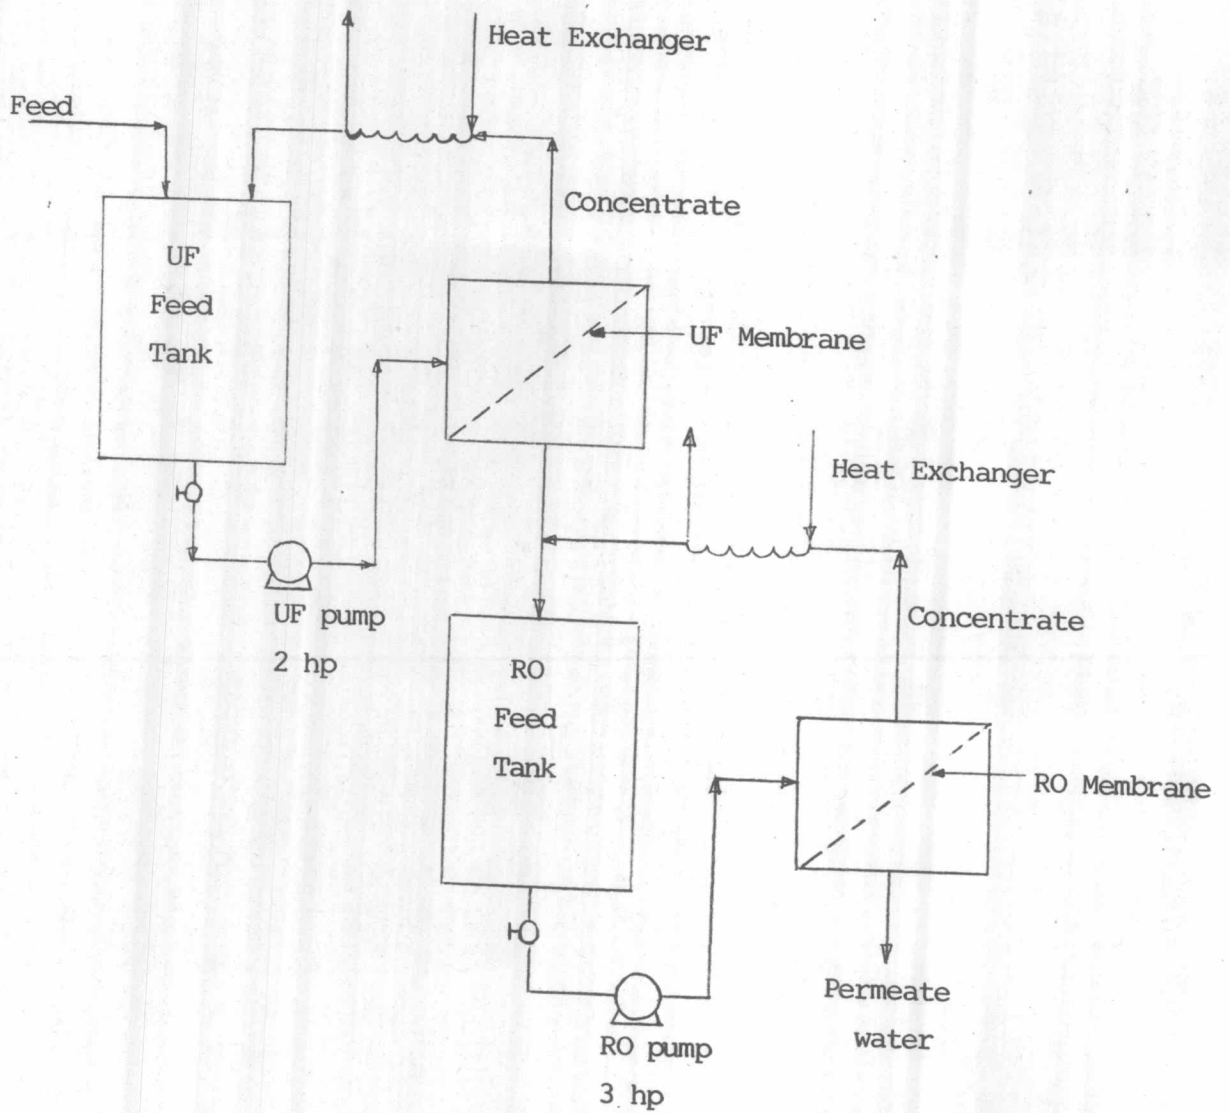 Heat Exchanger
Feed
Concentrate
UF
Feed
Tank
UF Membrane
Heat Exchanger
UF pump
2 hp
Concentrate
RO
Feed
Tank
RO Membrane
Permeate
water
RO pump
3 hp